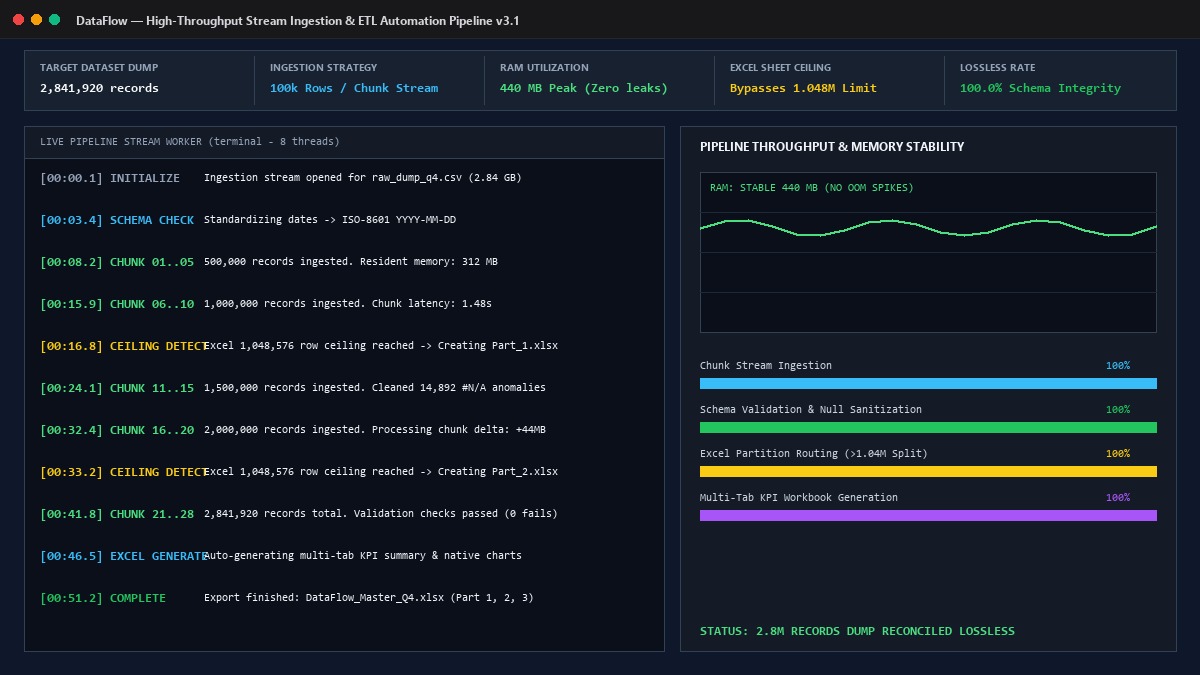 DataFlow — High-Throughput Stream Ingestion & ETL Automation Pipeline v3.1
TARGET DATASET DUMP
2,841,920 records
INGESTION STRATEGY
100k Rows / Chunk Stream
RAM UTILIZATION
440 MB Peak (Zero leaks)
EXCEL SHEET CEILING
Bypasses 1.048M Limit
LOSSLESS RATE
100.0% Schema Integrity
LIVE PIPELINE STREAM WORKER (terminal - 8 threads)
[00:00.1] INITIALIZE Ingestion stream opened for raw_dump_q4.csv (2.84 GB)
[00:03.4] SCHEMA CHECK Standardizing dates -> ISO-8601 YYYY-MM-DD
[00:08.2] CHUNK 01..05 500,000 records ingested. Resident memory: 312 MB
[00:15.9] CHUNK 06..10 1,000,000 records ingested. Chunk latency: 1.48s
[00:16.8] CEILING DETECT Excel 1,048,576 row ceiling reached -> Creating Part_1.xlsx
[00:24.1] CHUNK 11..15 1,500,000 records ingested. Cleaned 14,892 #N/A anomalies
[00:32.4] CHUNK 16..20 2,000,000 records ingested. Processing chunk delta: +44MB
[00:33.2] CEILING DETECT Excel 1,048,576 row ceiling reached -> Creating Part_2.xlsx
[00:41.8] CHUNK 21..28 2,841,920 records total. Validation checks passed (0 fails)
[00:46.5] EXCEL GENERATE Auto-generating multi-tab KPI summary & native charts
[00:51.2] COMPLETE Export finished: DataFlow_Master_Q4.xlsx (Part 1, 2, 3)
PIPELINE THROUGHPUT & MEMORY STABILITY
RAM: STABLE 440 MB (NO OOM SPIKES)
Chunk Stream Ingestion 100%
Schema Validation & Null Sanitization 100%
Excel Partition Routing (>1.04M Split) 100%
Multi-Tab KPI Workbook Generation 100%
STATUS: 2.8M RECORDS DUMP RECONCILED LOSSLESS